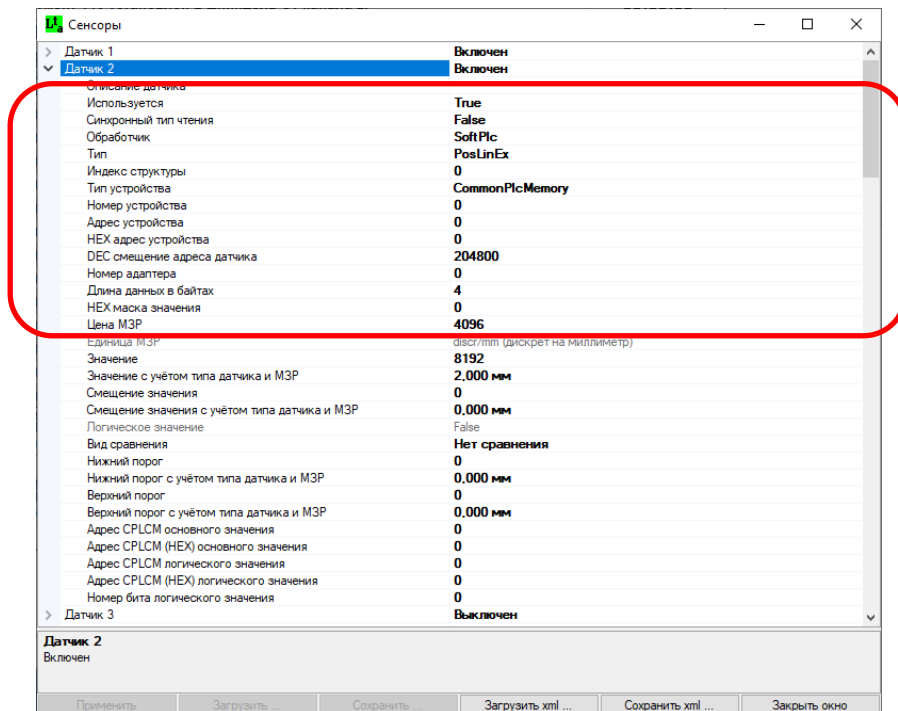 Lt a Сенсоры
Датчик 1 Включен
Датчик 2 Включен
Описание датчика
Используется True
Синхронный тип чтения False
Обработчик SoftPlc
Тип PosLinEx
Индекс структуры 0
Тип устройства CommonPlcMemory
Номер устройства 0
Адрес устройства 0
HEX адрес устройства 0
DEC смещение адреса датчика 204800
Номер адаптера 0
Длина данных в байтах 4
HEX маска значения 0
Цена МЗР 4096
Единица МЗР discr/mm (дискрет на миллиметр)
Значение 8192
Значение с учётом типа датчика и МЗР 2,000 мм
Смещение значения 0
Смещение значения с учётом типа датчика и МЗР 0,000 мм
Логическое значение False
Вид сравнения Нет сравнения
Нижний порог 0
Нижний порог с учётом типа датчика и МЗР 0,000 мм
Верхний порог 0
Верхний порог с учётом типа датчика и МЗР 0,000 мм
Адрес CPLCM основного значения 0
Адрес CPLCM (HEX) основного значения 0
Адрес CPLCM логического значения 0
Адрес CPLCM (HEX) логического значения 0
Номер бита логического значения 0
Датчик 3 Выключен
Датчик 2
Включен
Применить Загрузить ... Сохранить ... Загрузить xml ... Сохранить xml ... Закрыть окно